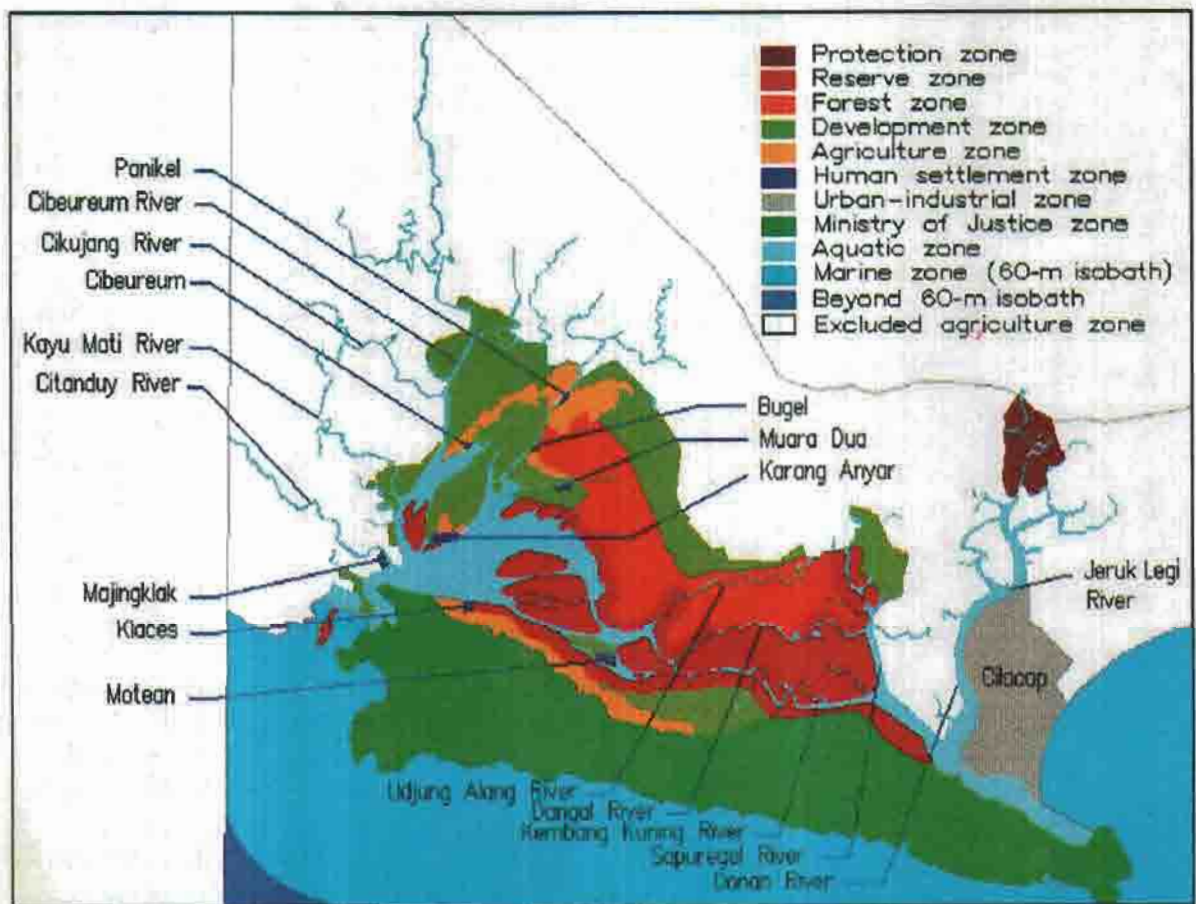 Protection zone
Reserve zone
Forest zone
Development zone
Agriculture zone
Human settlement zone
Urban-industrial zone
Ministry of Justice zone
Aquatic zone
Marine zone (60-m isobath)
Beyond 60-m isobath
Excluded agriculture zone
Panikel
Cibeureum River
Cikujang River
Cibeureum
Kayu Mati River
Citanduy River
Bugel
Muara Dua
Karang Anyar
Majingklak
Klaces
Motean
Jeruk Legi
River
Cilacap
Udjung Alang River
Dangal River
Kembang Kuning River
Sapuregel River
Donan River